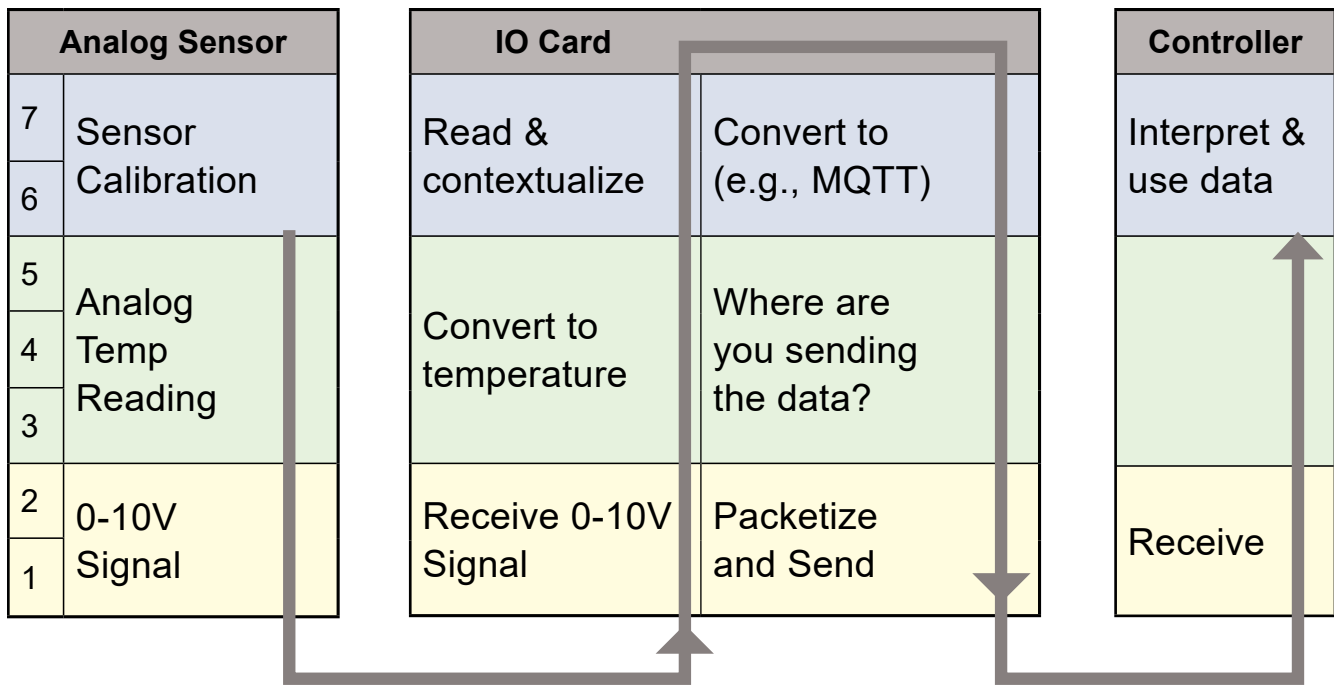 Analog Sensor
7
6
Sensor
Calibration
5
4
3
Analog
Temp
Reading
2
1
0-10V
Signal
IO Card
Read &
contextualize
Convert to
(e.g., MQTT)
Convert to
temperature
Where are
you sending
the data?
Receive 0-10V
Signal
Packetize
and Send
Controller
Interpret &
use data
Receive